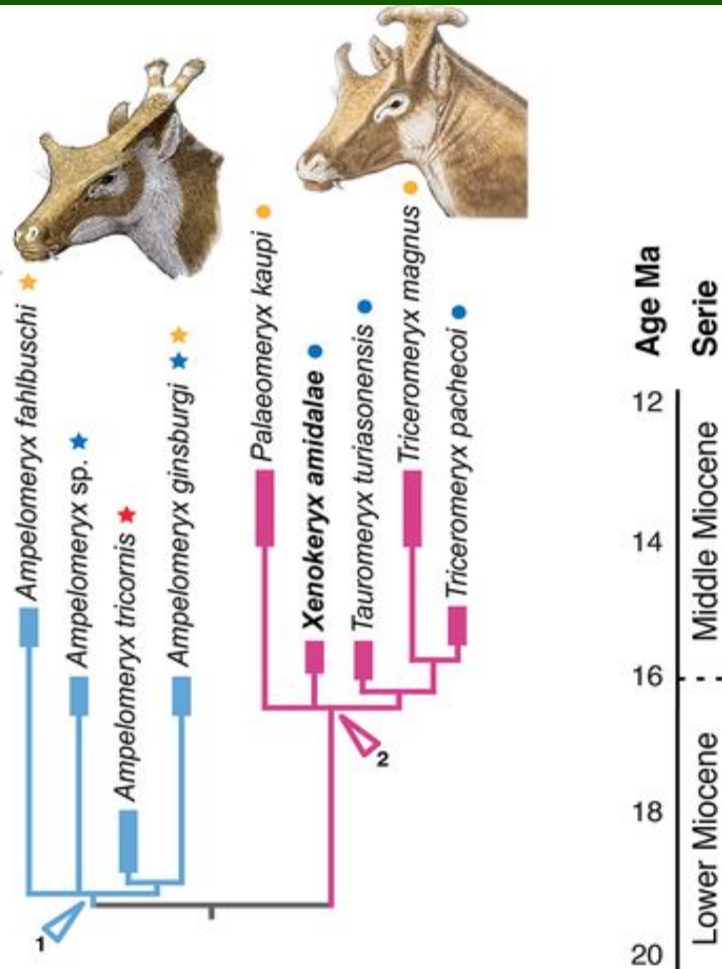 Ampelomeryx fahlbuschi
Ampelomeryx sp.
Ampelomeryx tricornis
Ampelomeryx ginsburgi
Palaeomeryx kaupi
Xenokeryx amidalae
Tauromeryx turiasonensis
Triceromeryx magnus
Triceromeryx pachecoi
1
2
Age Ma
12
14
16
18
20
Serie
Middle Miocene
Lower Miocene